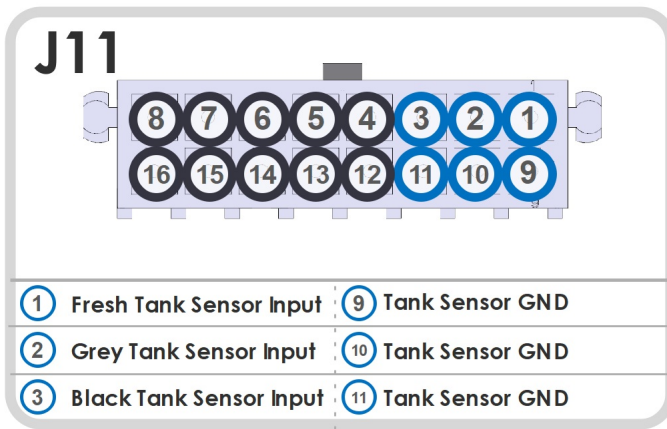 J11
8 7 6 5 4 3 2 1
16 15 14 13 12 11 10 9
1 Fresh Tank Sensor Input 9 Tank Sensor GND
2 Grey Tank Sensor Input 10 Tank Sensor GND
3 Black Tank Sensor Input 11 Tank Sensor GND